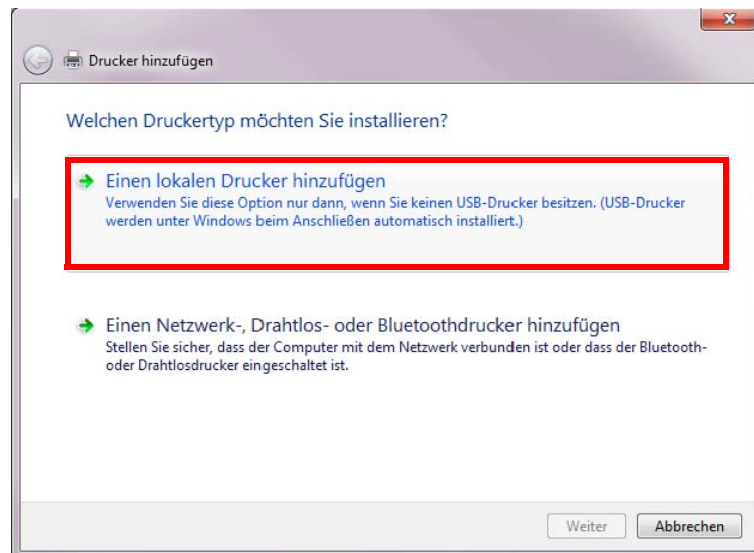 Drucker hinzufügen
Welchen Druckertyp möchten Sie installieren?
Einen lokalen Drucker hinzufügen
Verwenden Sie diese Option nur dann, wenn Sie keinen USB-Drucker besitzen. (USB-Drucker
werden unter Windows beim Anschließen automatisch installiert.)
Einen Netzwerk-, Drahtlos- oder Bluetoothdrucker hinzufügen
Stellen Sie sicher, dass der Computer mit dem Netzwerk verbunden ist oder dass der Bluetooth-
oder Drahtlosdrucker eingeschaltet ist.
Weiter Abbrechen